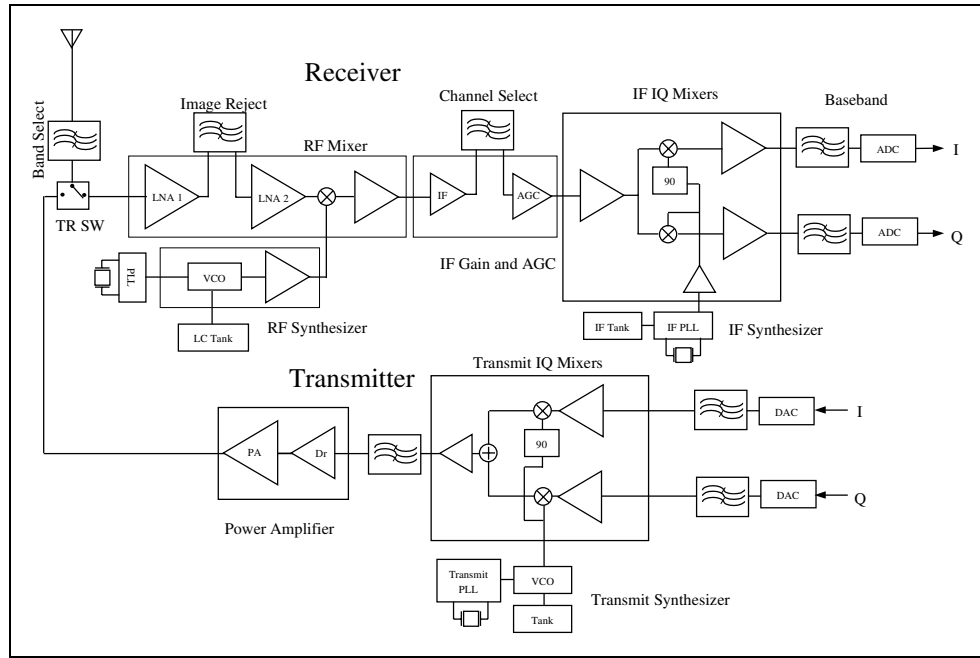 Receiver
Image Reject
Channel Select
IF IQ Mixers
Baseband
Band Select
RF Mixer
LNA 1
LNA 2
IF
AGC
90
ADC
I
ADC
Q
TR SW
IF Gain and AGC
PLL
VCO
LC Tank
RF Synthesizer
IF Tank
IF PLL
IF Synthesizer
Transmitter
Transmit IQ Mixers
DAC
I
90
PA
Dr
DAC
Q
Power Amplifier
Transmit
PLL
VCO
Tank
Transmit Synthesizer